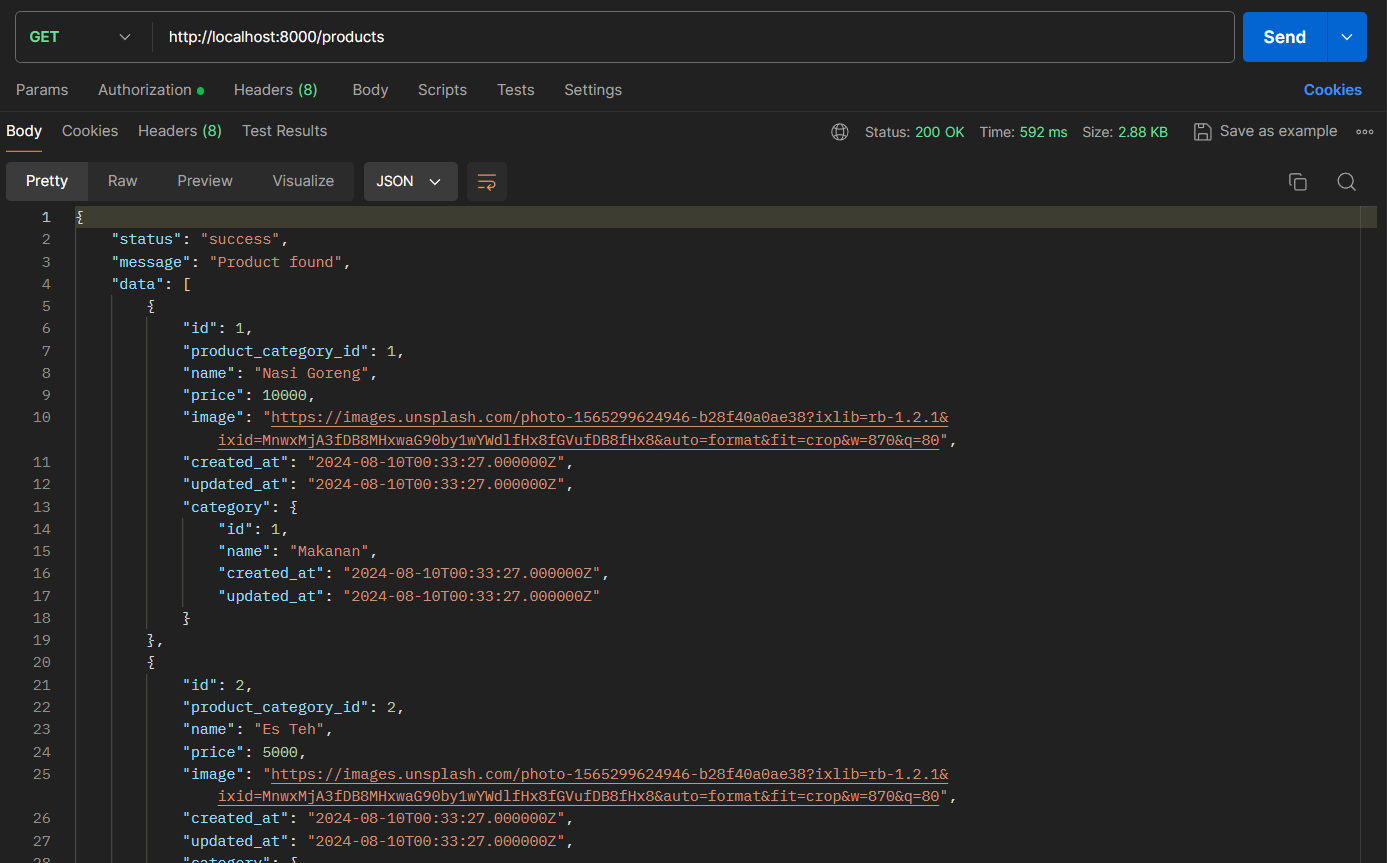 GET http://localhost:8000/products Send
Params Authorization Headers (8) Body Scripts Tests Settings Cookies
Body Cookies Headers (8) Test Results Status: 200 OK Time: 592 ms Size: 2.88 KB Save as example
Pretty Raw Preview Visualize JSON
1 {
2 "status": "success",
3 "message": "Product found",
4 "data": [
5 {
6 "id": 1,
7 "product_category_id": 1,
8 "name": "Nasi Goreng",
9 "price": 10000,
10 "image": "https://images.unsplash.com/photo-1565299624946-b28f40a0ae38?ixlib=rb-1.2.1&
ixid=MnwxMjA3fDB8MHxwaG90by1wYWdlfHx8fGVufDB8fHx8&auto=format&fit=crop&w=870&q=80",
11 "created_at": "2024-08-10T00:33:27.000000Z",
12 "updated_at": "2024-08-10T00:33:27.000000Z",
13 "category": {
14 "id": 1,
15 "name": "Makanan",
16 "created_at": "2024-08-10T00:33:27.000000Z",
17 "updated_at": "2024-08-10T00:33:27.000000Z"
18 }
19 },
20 {
21 "id": 2,
22 "product_category_id": 2,
23 "name": "Es Teh",
24 "price": 5000,
25 "image": "https://images.unsplash.com/photo-1565299624946-b28f40a0ae38?ixlib=rb-1.2.1&
ixid=MnwxMjA3fDB8MHxwaG90by1wYWdlfHx8fGVufDB8fHx8&auto=format&fit=crop&w=870&q=80",
26 "created_at": "2024-08-10T00:33:27.000000Z",
27 "updated_at": "2024-08-10T00:33:27.000000Z",
28 "category": {